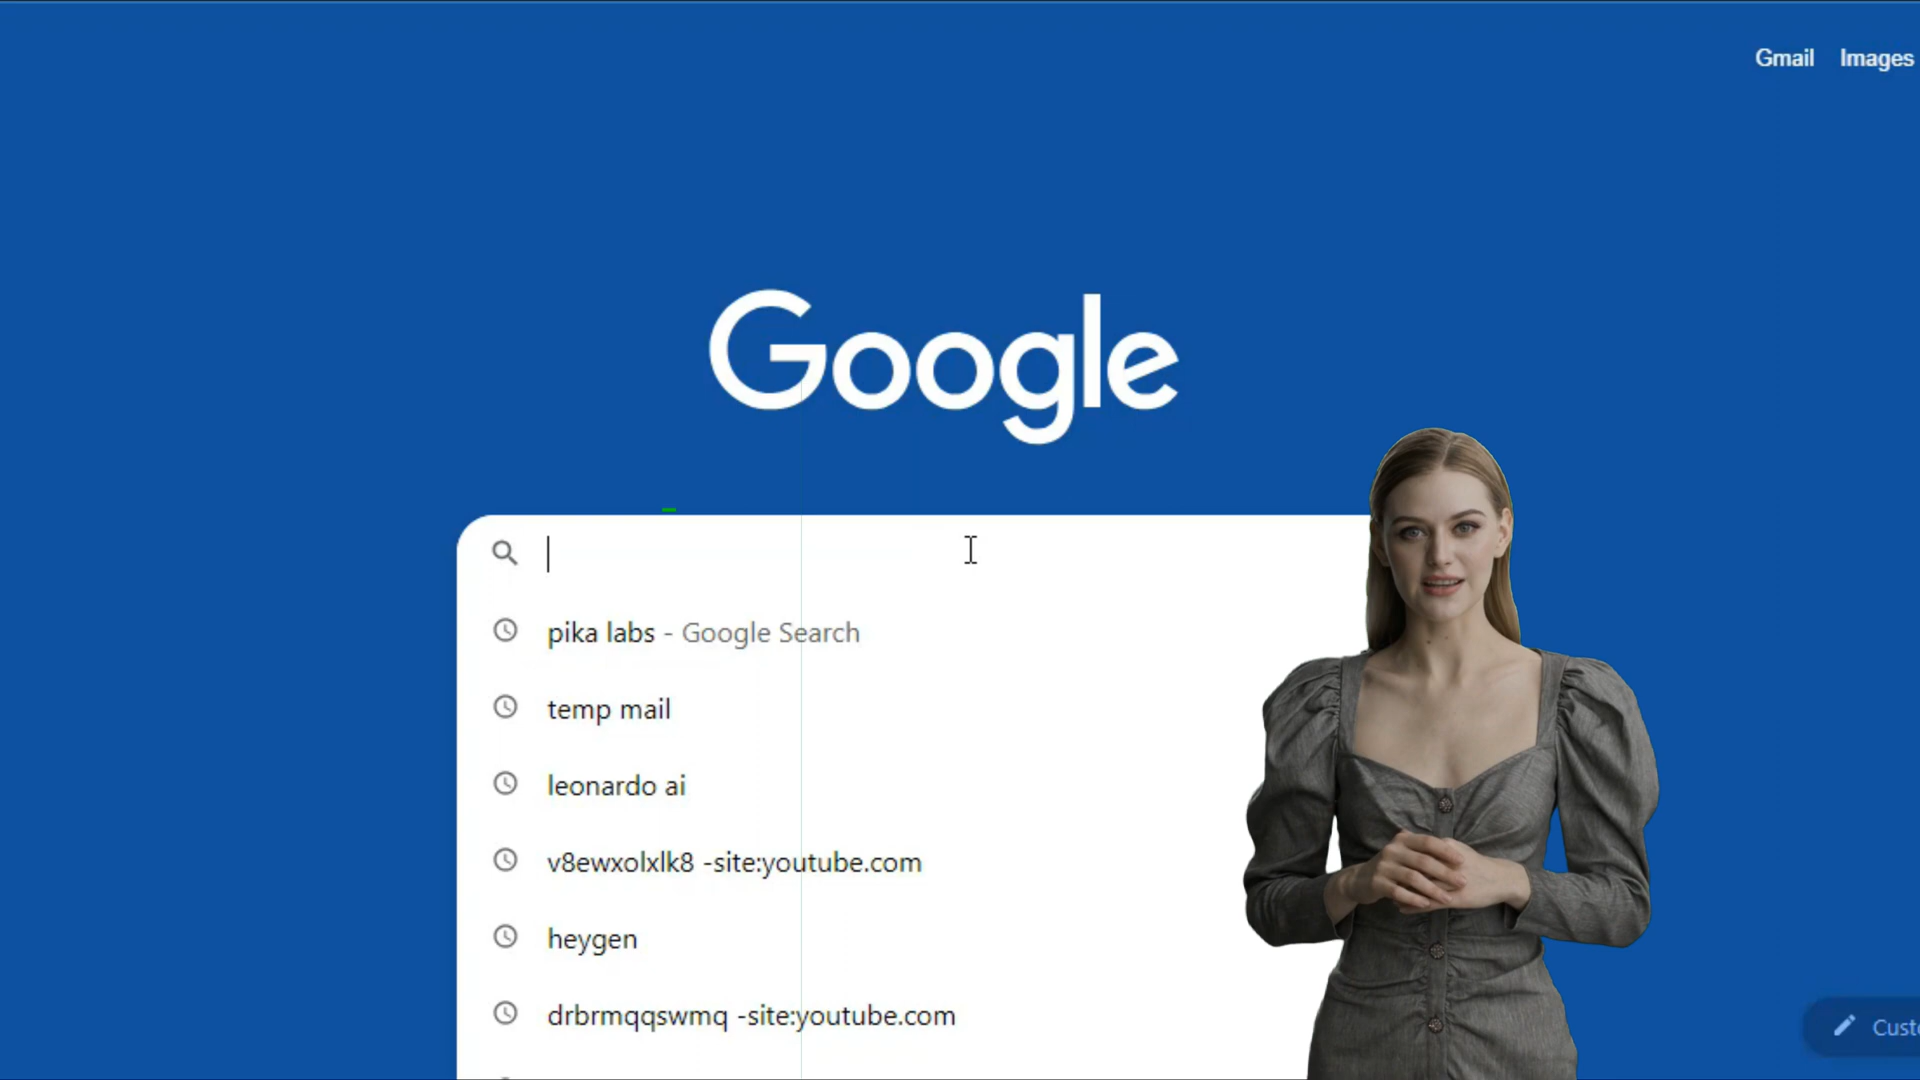 Gmail Images
Google
pika labs - Google Search
temp mail
leonardo ai
v8ewxolxlk8 -site:youtube.com
heygen
drbrmqqswmq -site:youtube.com